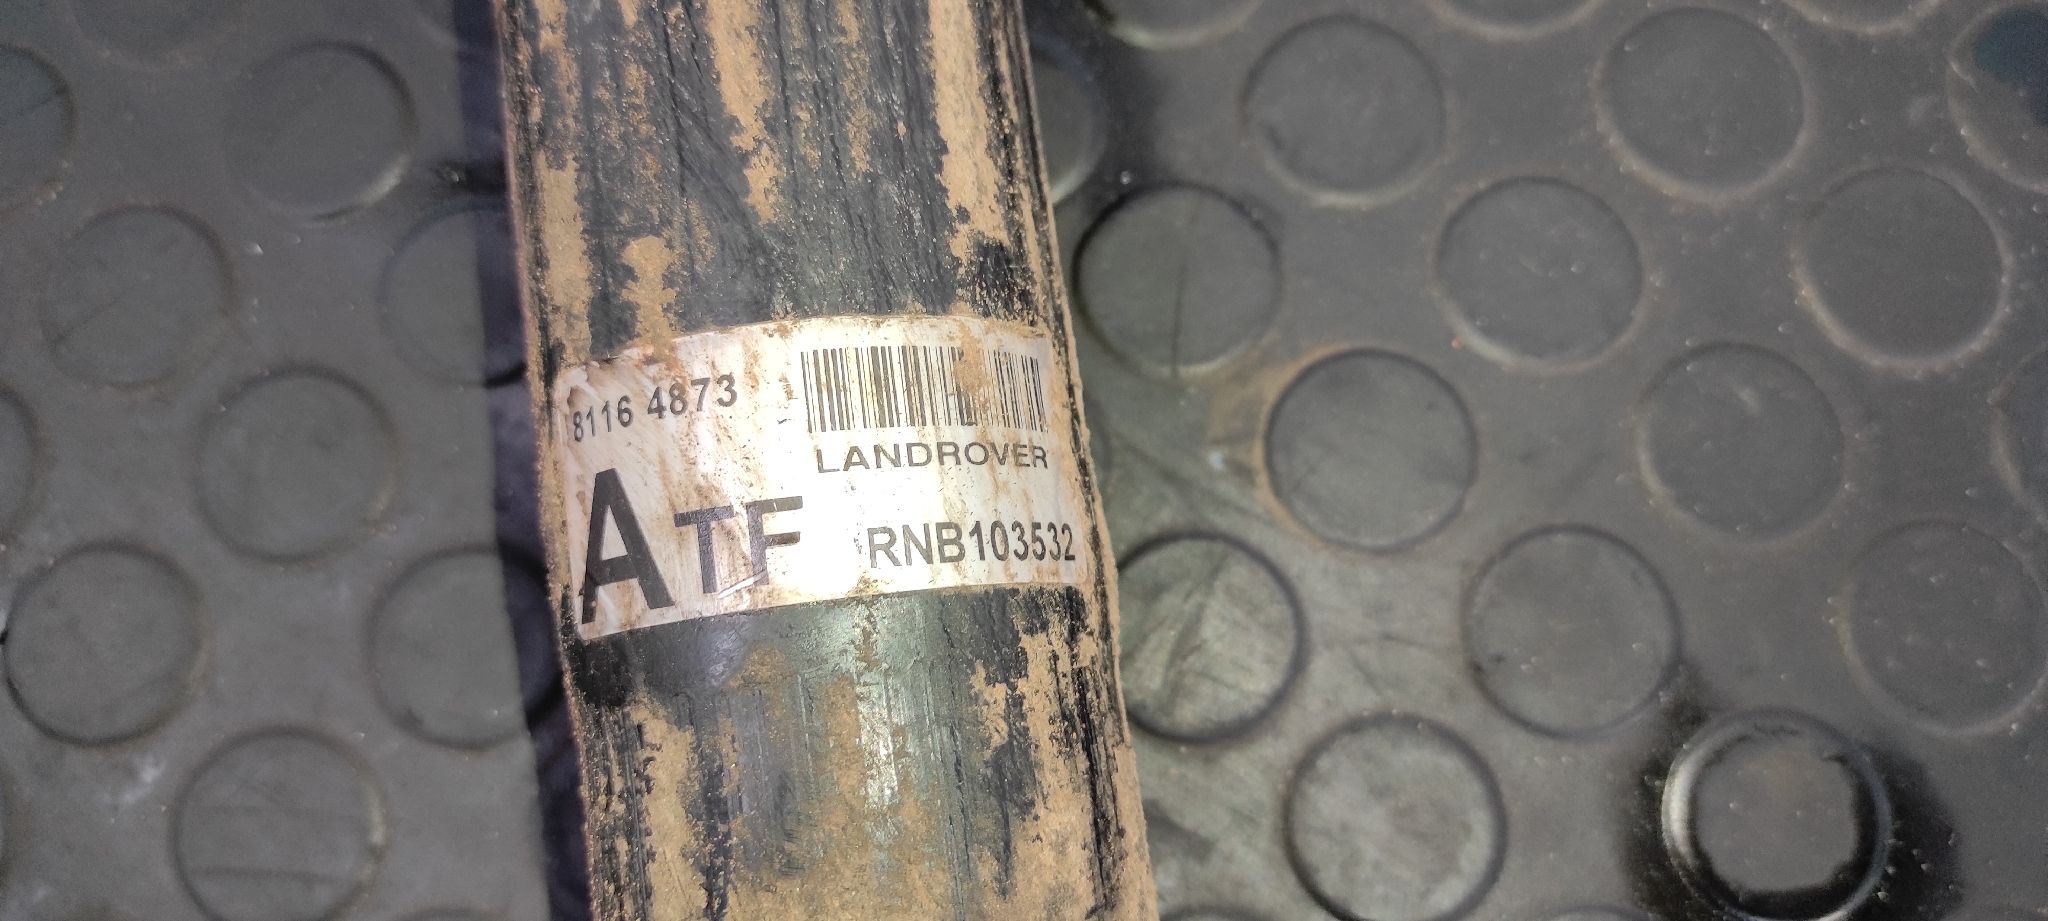 8116 4873
LANDROVER
ATF
RNB103532